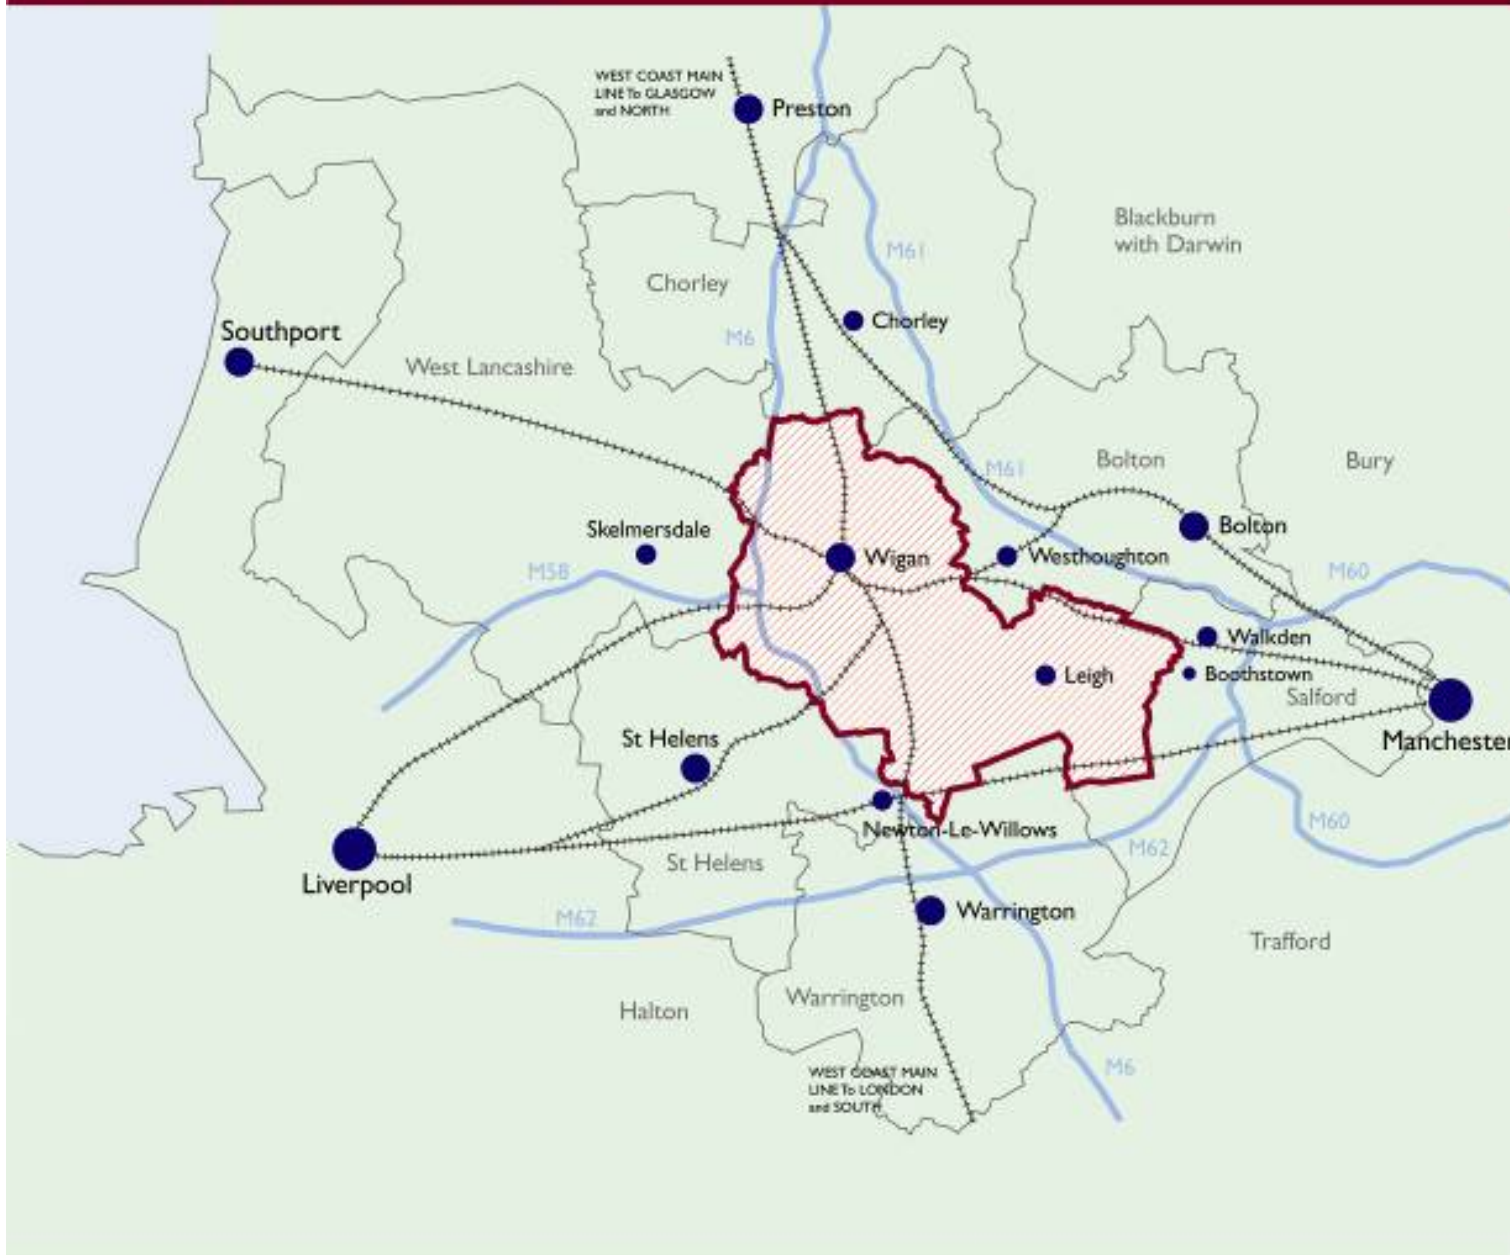 WEST COAST MAIN
LINE To GLASGOW
and NORTH
Preston
Blackburn
with Darwin
M61
Chorley
Chorley
Southport
M6
West Lancashire
Bolton
Bury
M61
Skelmersdale
Bolton
Wigan
Westhoughton
M58
M60
Walkden
Leigh
Boothstown
Salford
St Helens
Manchester
M60
Newton-Le-Willows
M62
St Helens
Liverpool
M62
Warrington
Trafford
Warrington
Halton
M6
WEST COAST MAIN
LINE To LONDON
and SOUTH